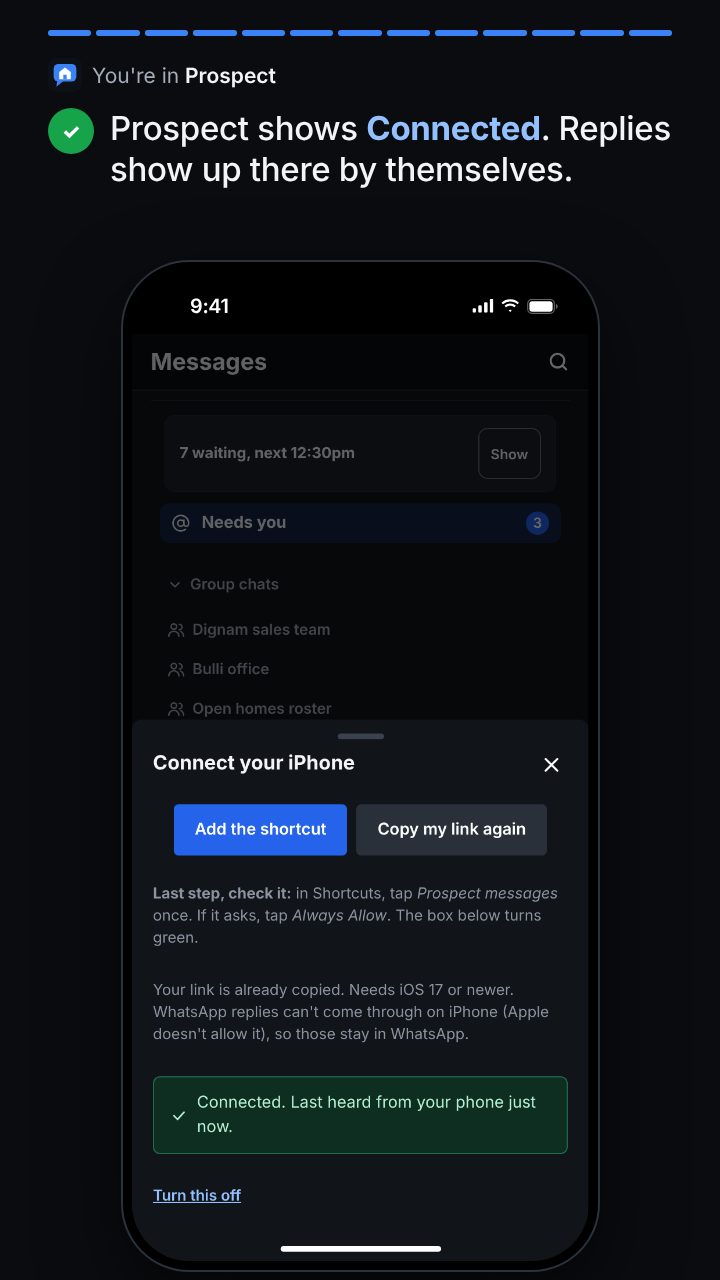 You're in Prospect
Prospect shows Connected. Replies
show up there by themselves.
9:41
Messages
7 waiting, next 12:30pm
Show
Needs you
3
Group chats
Dignam sales team
Bulli office
Open homes roster
Connect your iPhone
Add the shortcut
Copy my link again
Last step, check it: in Shortcuts, tap Prospect messages
once. If it asks, tap Always Allow. The box below turns
green.
Your link is already copied. Needs iOS 17 or newer.
WhatsApp replies can't come through on iPhone (Apple
doesn't allow it), so those stay in WhatsApp.
Connected. Last heard from your phone just
now.
Turn this off